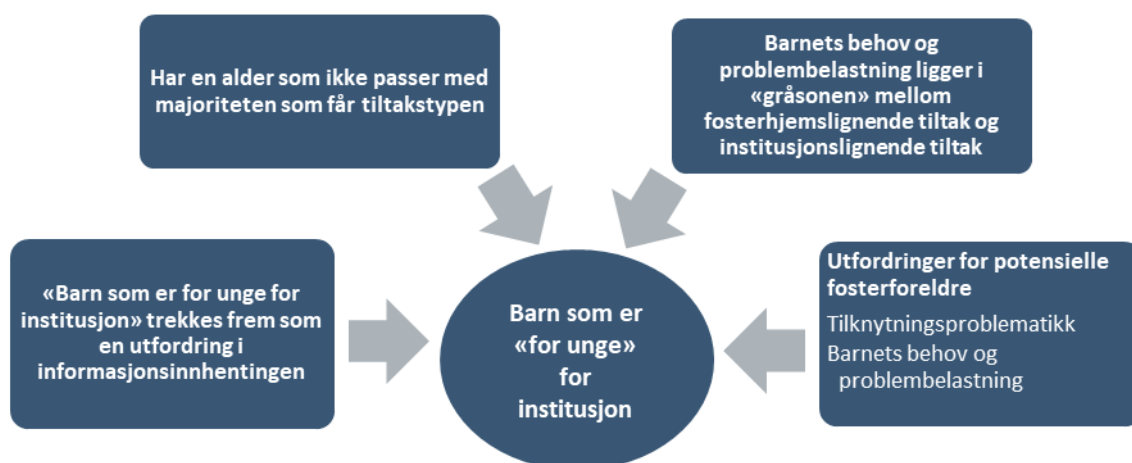 Har en alder som ikke passer med
majoriteten som får tiltakstypen
Barnets behov og
problembelastning ligger i
«gråsonen» mellom
fosterhjemslignende tiltak og
institusjonslignende tiltak
«Barn som er for unge for
institusjon» trekkes frem som
en utfordring i
informasjonsinnhentingen
Barn som er
«for unge»
for
institusjon
Utfordringer for potensielle
fosterforeldre
Tilknytningsproblematikk
Barnets behov og
problembelastning